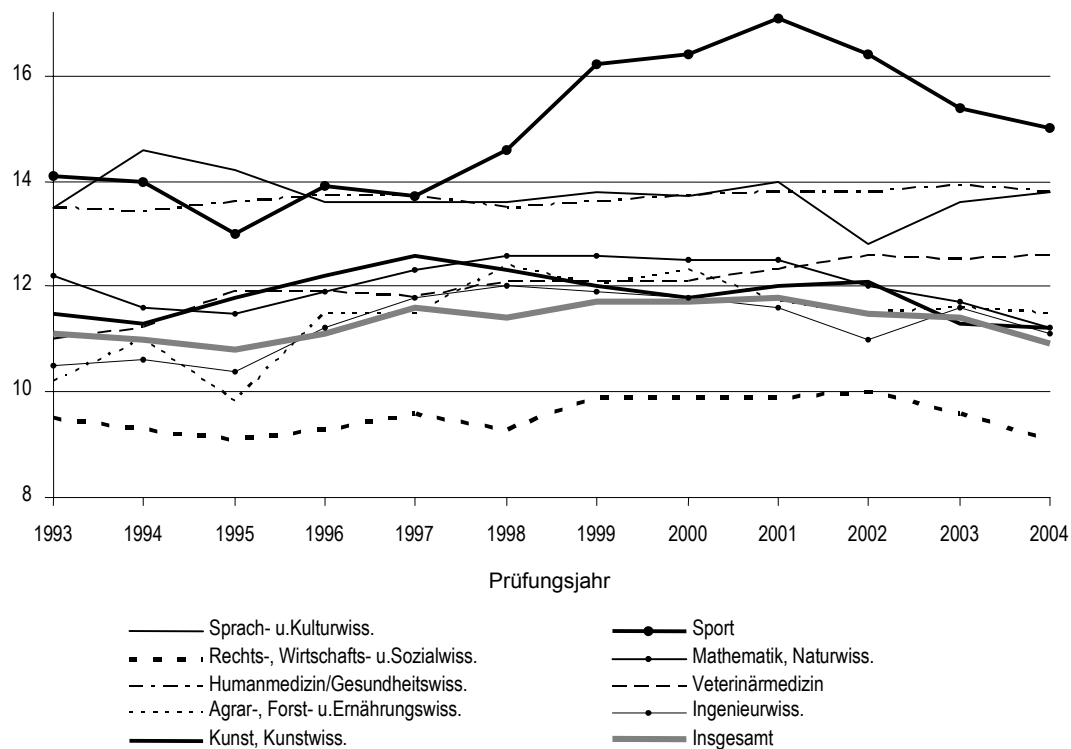 16
14
12
10
8
1993 1994 1995 1996 1997 1998 1999 2000 2001 2002 2003 2004
Prüfungsjahr
Sprach- u.Kulturwiss.
Rechts-, Wirtschafts- u.Sozialwiss.
Humanmedizin/Gesundheitswiss.
Agrar-, Forst- u.Ernährungswiss.
Kunst, Kunstwiss.
Sport
Mathematik, Naturwiss.
Veterinärmedizin
Ingenieurwiss.
Insgesamt